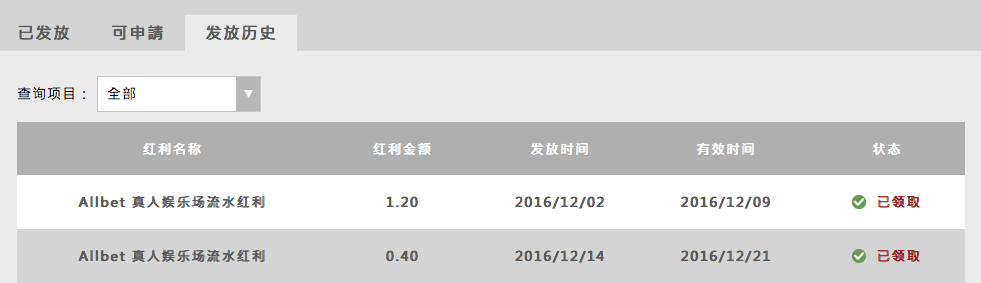 已发放 可申請 发放历史
查询项目： 全部
红利名称 红利金额 发放时间 有效时间 状态
Allbet 真人娱乐场流水红利 1.20 2016/12/02 2016/12/09 已领取
Allbet 真人娱乐场流水红利 0.40 2016/12/14 2016/12/21 已领取